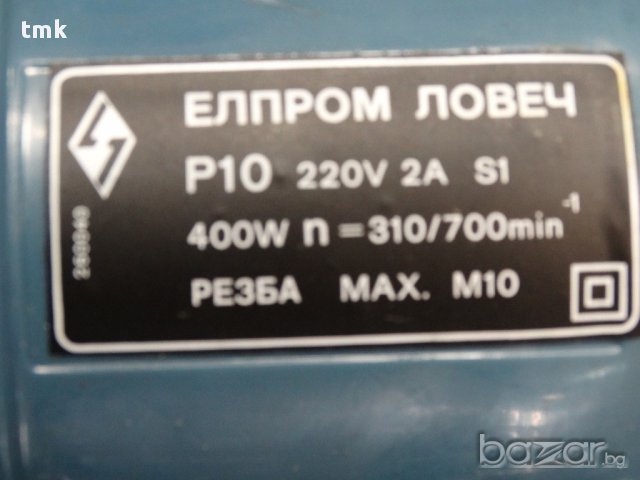 tmk
ЕЛПРОМ ЛОВЕЧ
P10 220V 2A S1
400W n=310/700min⁻¹
РЕЗБА MAX. M10
bazar.bg